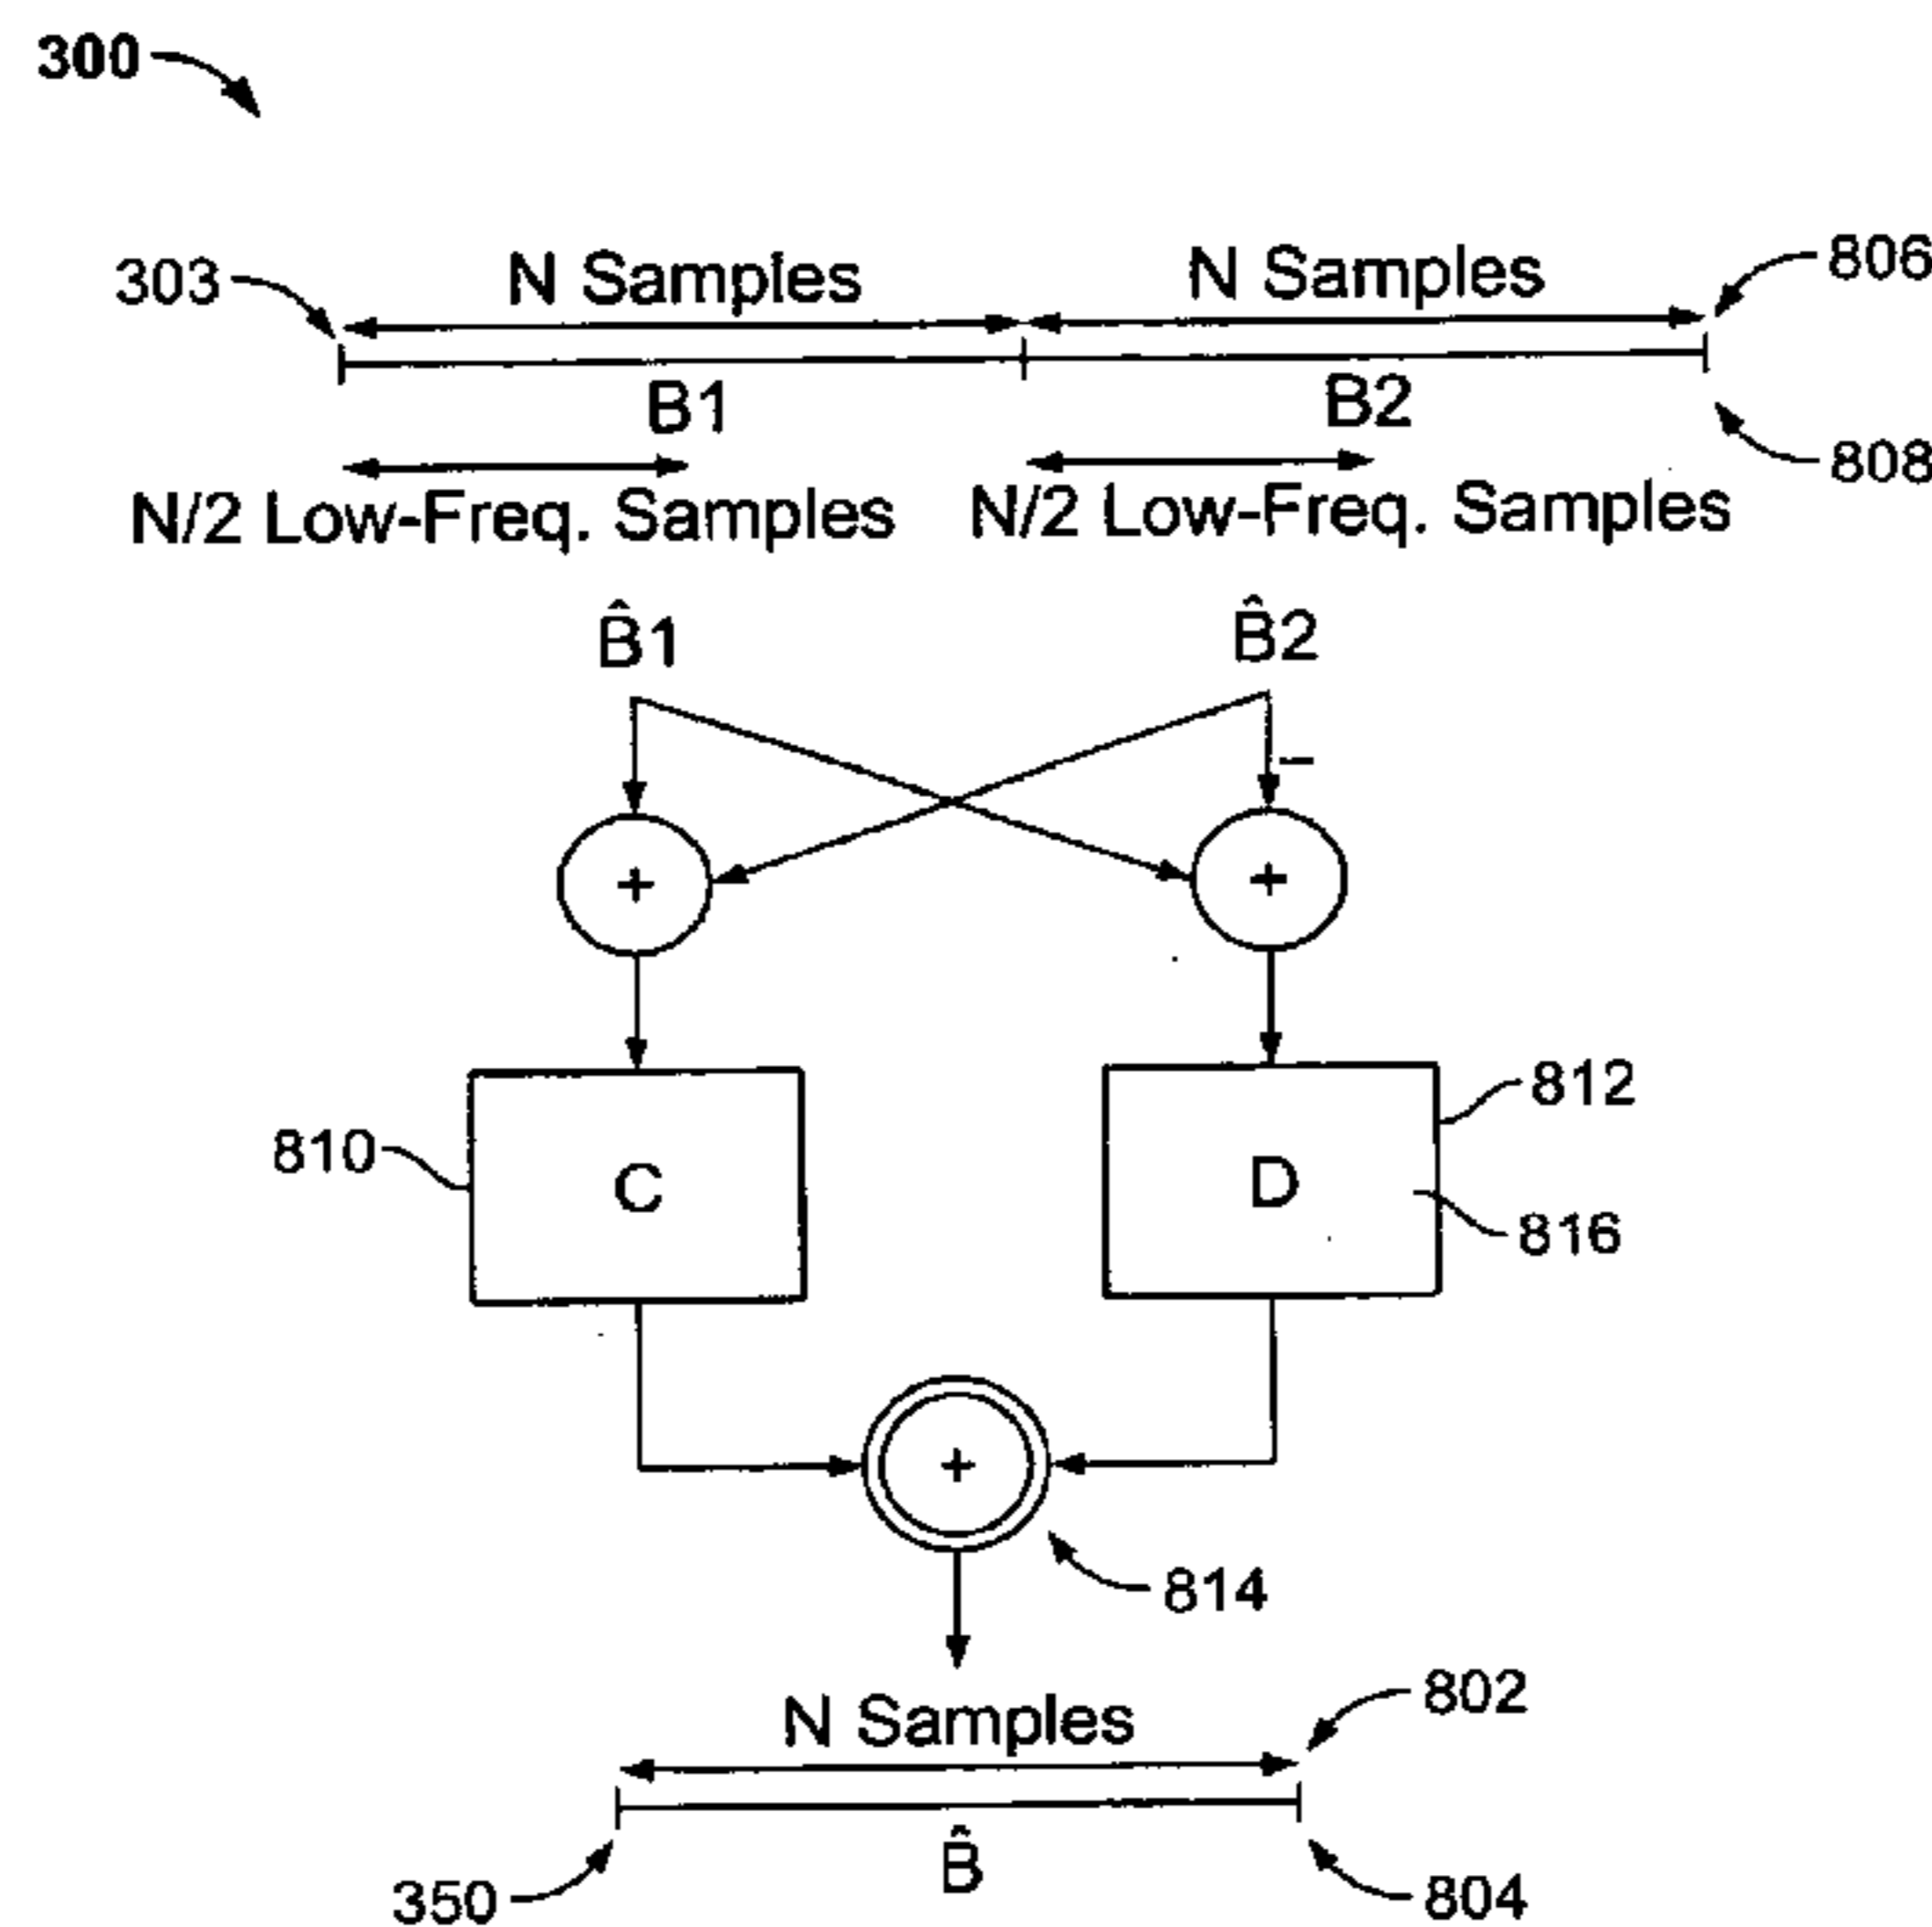 300
303
N Samples
N Samples
806
B1
B2
808
N/2 Low-Freq. Samples
N/2 Low-Freq. Samples
B̂1
B̂2
−
+
+
810
C
D
812
816
+
814
N Samples
802
350
B̂
804